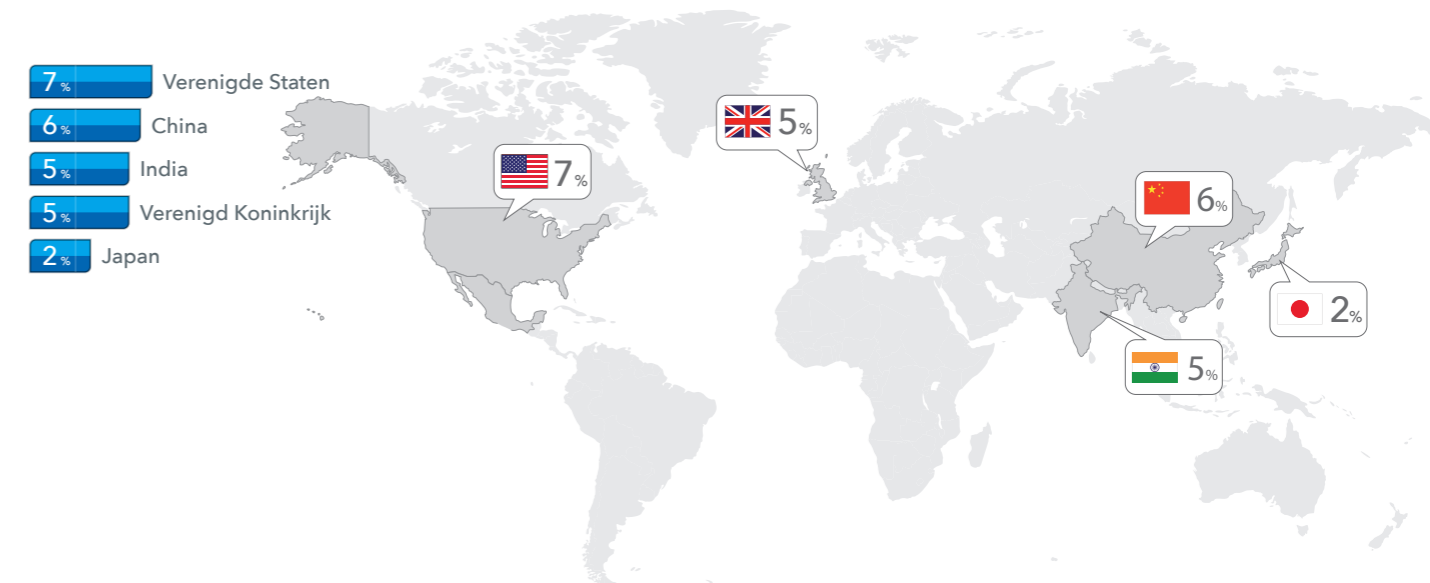 7% Verenigde Staten
6% China
5% India
5% Verenigd Koninkrijk
2% Japan
5%
7%
6%
2%
5%